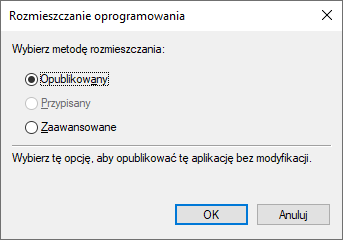 Rozmieszczanie oprogramowania
Wybierz metodę rozmieszczania:
Opublikowany
Przypisany
Zaawansowane
Wybierz tę opcję, aby opublikować tę aplikację bez modyfikacji.
OK
Anuluj